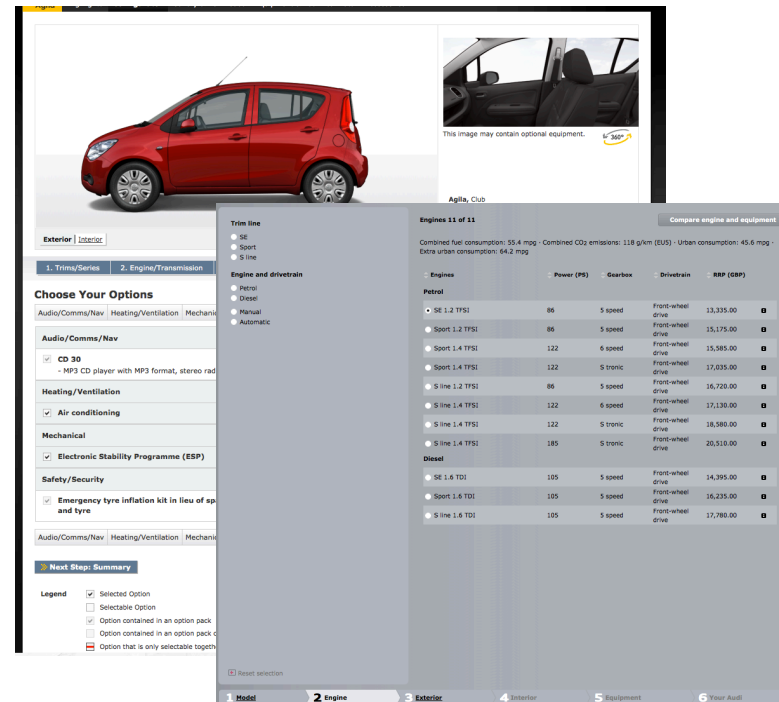 Agila
This image may contain optional equipment.
360°
Agila, Club
Exterior | Interior
1. Trims/Series
2. Engine/Transmission
Choose Your Options
Audio/Comms/Nav
Heating/Ventilation
Audio/Comms/Nav
CD 30
- MP3 CD player with MP3 format, stereo
Heating/Ventilation
Air conditioning
Mechanical
Electronic Stability Programme (ESP)
Safety/Security
Emergency tyre inflation kit in lieu of
and tyre
Audio/Comms/Nav
Heating/Ventilation
Next Step: Summary
Legend
Selected Option
Selectable Option
Option contained in an option pack
Option contained in an option pack
Option that is only selectable
Trim line
SE
Sport
S line
Engine and drivetrain
Petrol
Diesel
Manual
Automatic
Reset selection
Engines 11 of 11
Compare engine and equipment
Combined fuel consumption: 55.4 mpg · Combined CO₂ emissions: 118 g/km (EU5) · Urban consumption: 45.6 mpg ·
Extra urban consumption: 64.2 mpg
Engines Power (PS) Gearbox Drivetrain RRP (GBP)
Petrol
SE 1.2 TFSI 86 5 speed Front-wheel drive 13,335.00
Sport 1.2 TFSI 86 5 speed Front-wheel drive 15,175.00
Sport 1.4 TFSI 122 6 speed Front-wheel drive 15,585.00
Sport 1.4 TFSI 122 S tronic Front-wheel drive 17,035.00
S line 1.2 TFSI 86 5 speed Front-wheel drive 16,720.00
S line 1.4 TFSI 122 6 speed Front-wheel drive 17,130.00
S line 1.4 TFSI 122 S tronic Front-wheel drive 18,580.00
S line 1.4 TFSI 185 S tronic Front-wheel drive 20,510.00
Diesel
SE 1.6 TDI 105 5 speed Front-wheel drive 14,395.00
Sport 1.6 TDI 105 5 speed Front-wheel drive 16,235.00
S line 1.6 TDI 105 5 speed Front-wheel drive 17,780.00
1 Model
2 Engine
3 Exterior
4 Interior
5 Equipment
6 Your Audi